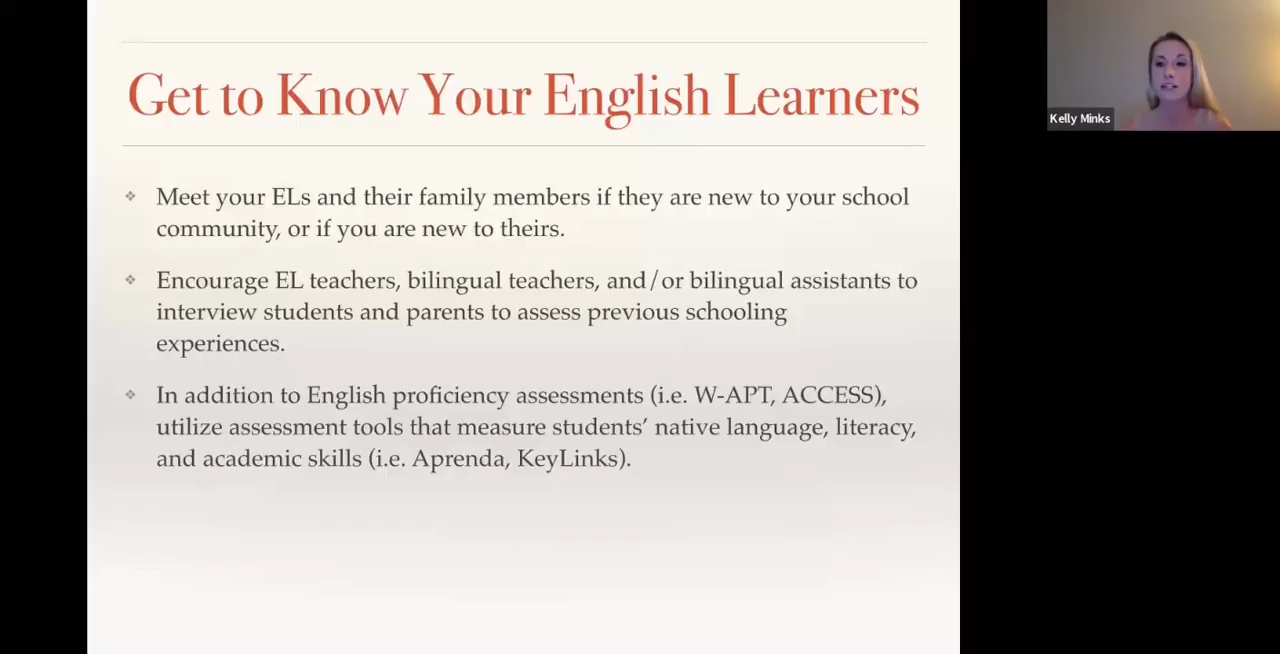 Get to Know Your English Learners
Kelly Minks
Meet your ELs and their family members if they are new to your school
community, or if you are new to theirs.
Encourage EL teachers, bilingual teachers, and/or bilingual assistants to
interview students and parents to assess previous schooling
experiences.
In addition to English proficiency assessments (i.e. W-APT, ACCESS),
utilize assessment tools that measure students’ native language, literacy,
and academic skills (i.e. Aprenda, KeyLinks).